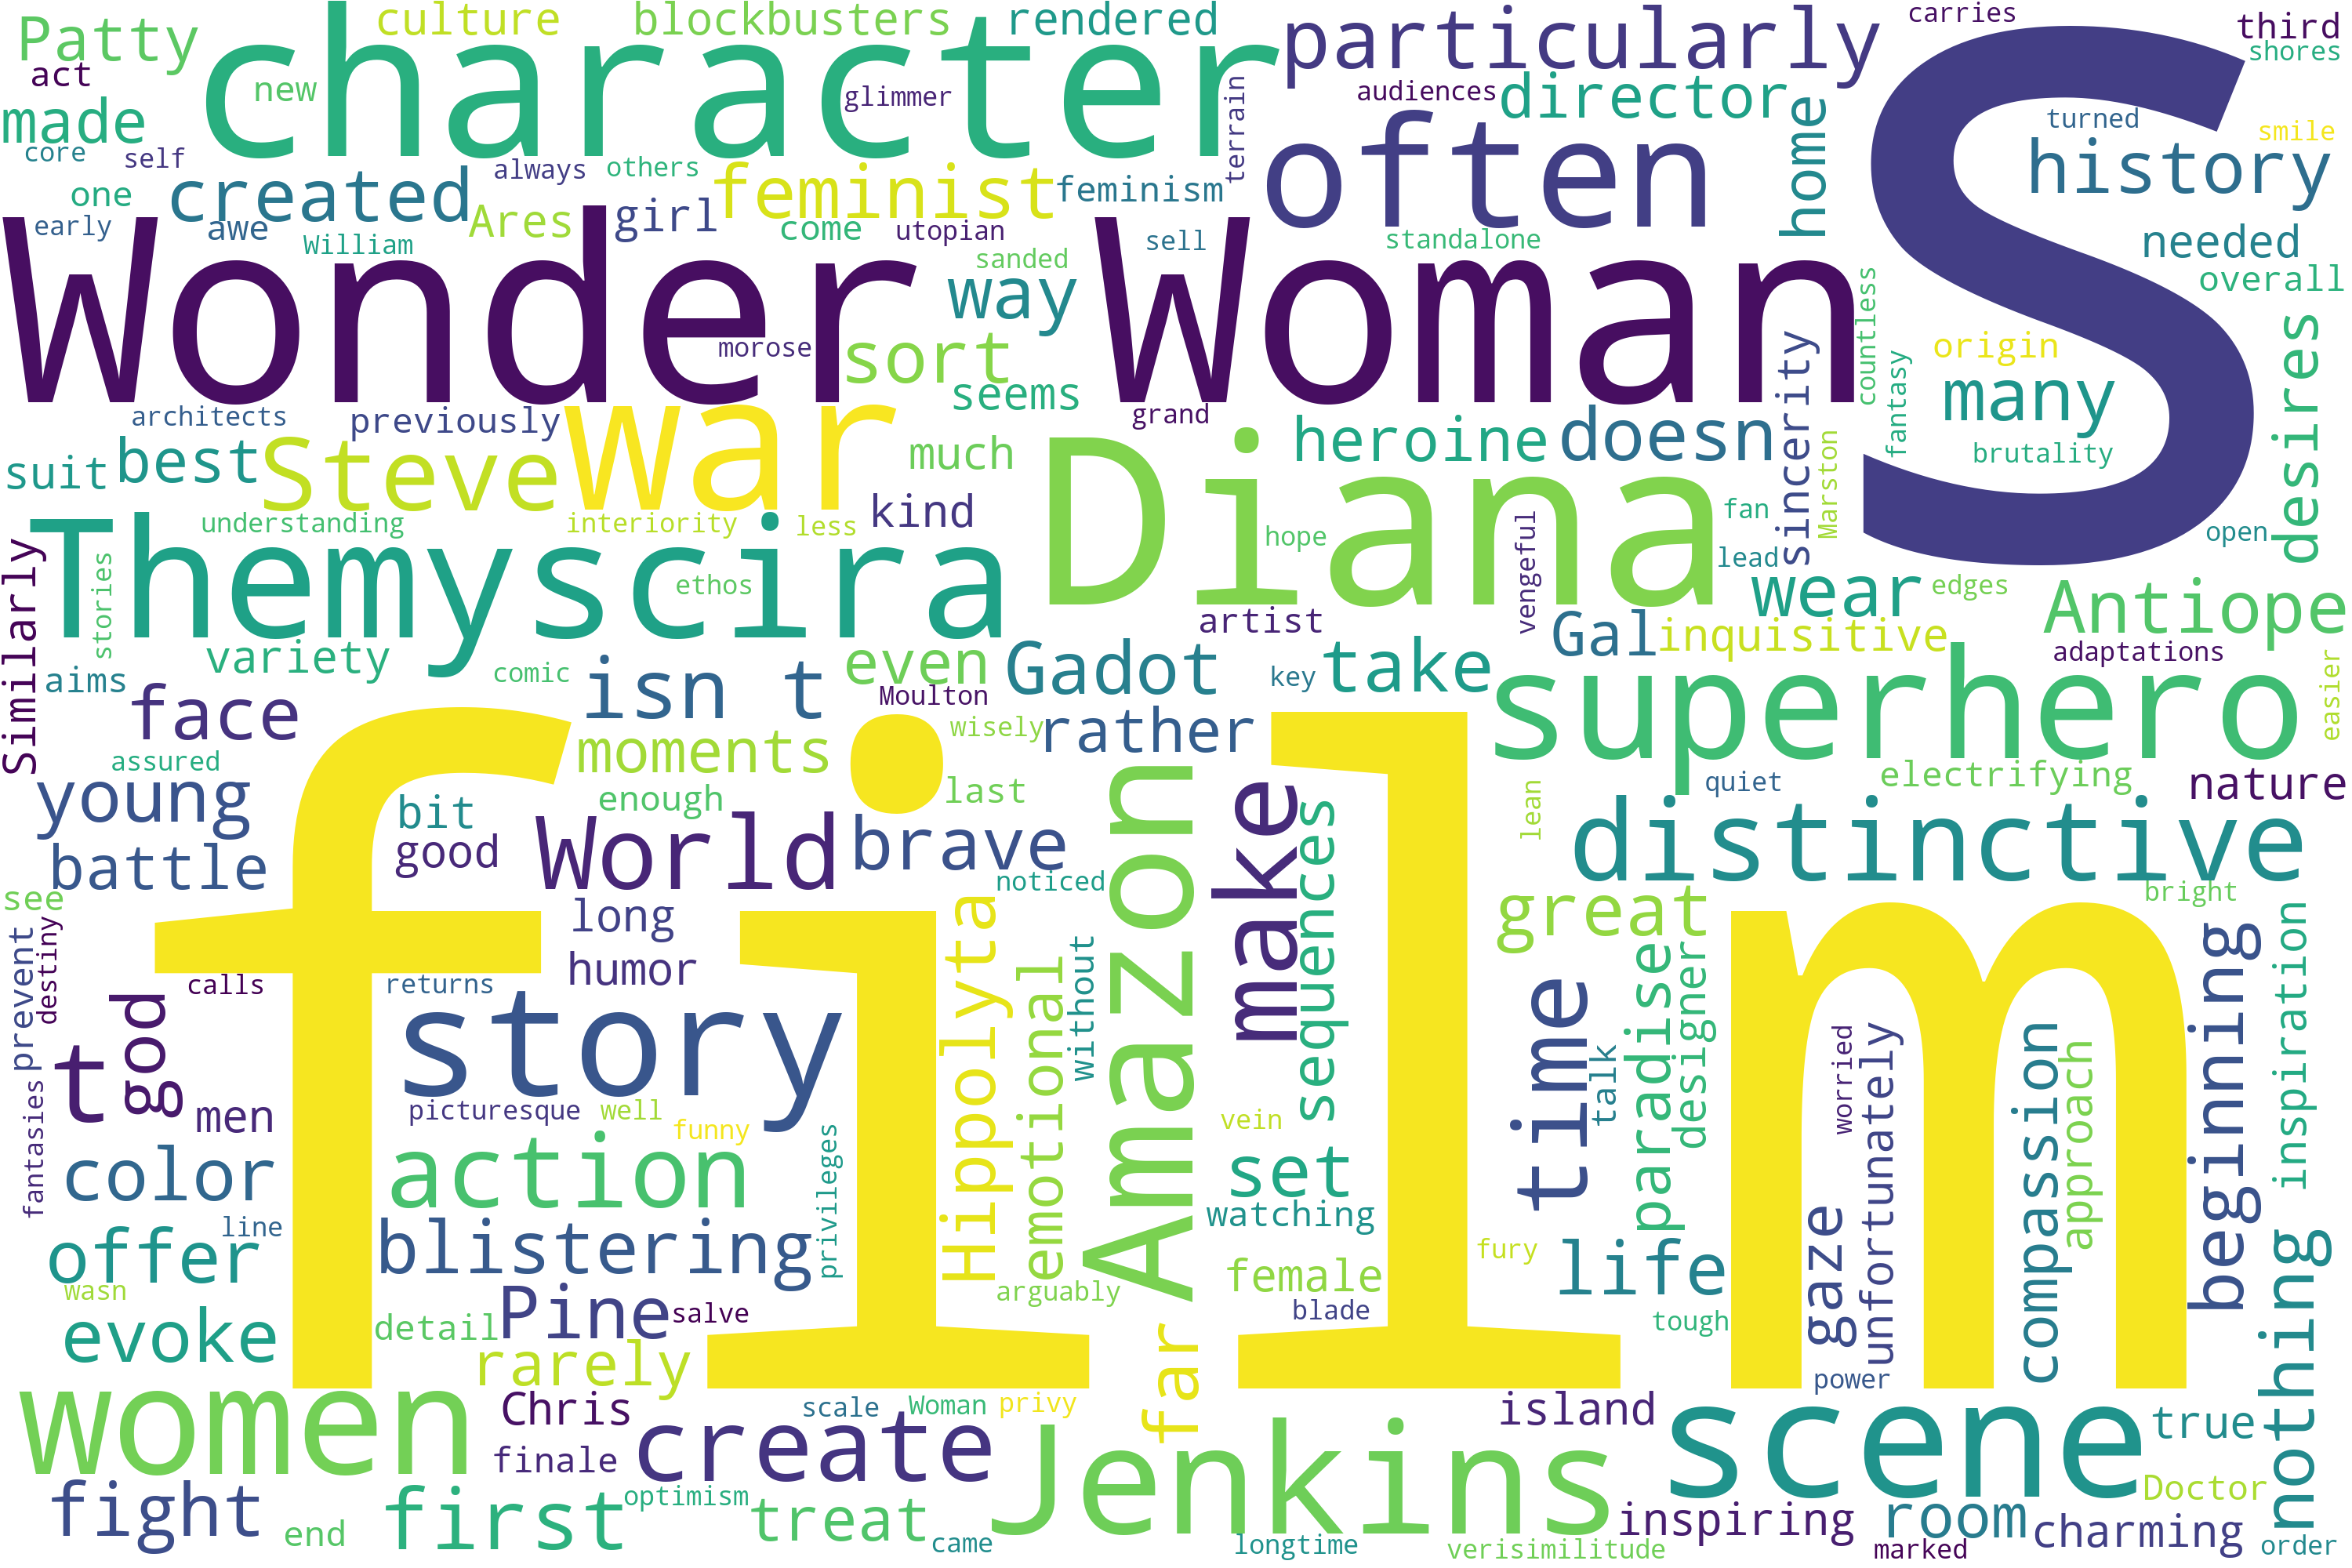 Patty culture blockbusters rendered particularly carries third
act new character glimmer audiences director shores
made terrain home turned smile
core self always others often S history
one created Ares girl feminist feminism needed
early awe William come utopian sell standalone overall
Wonder Woman sanded way countless
morose sort seems grand sincerity fantasy origin many desires
architects previously war much heroine doesn brutality
suit best Steve kind Diana Marston
understanding interiority less hope vengeful fan open
Similarly stories Themyscira ethos lead wear edges Antiope
variety comic even artist Gal inquisitive adaptations
aims isn t Moulton Gadot key take superhero easier
face moments wisely rather
assured enough last make quiet electrifying nature
young bit World brave Amazon sequences lean distinctive
battle good noticed great bright
see long
destiny prevent calls humor returns story Hippolyta emotional without time paradise designer beginning inspiration
god t film talk worried compassion approach
men picturesque well funny vein
fantasies color action privileges set gaze unfortunately
offer line blistering watching life nothing
wasn arguably female fury
evoke detail Pine salve blade tough
rarely far power
women Chris scale Woman privy island scene true
finale create Jenkins Doctor
fight end first optimism treat came longtime verisimilitude inspiring room marked charming order